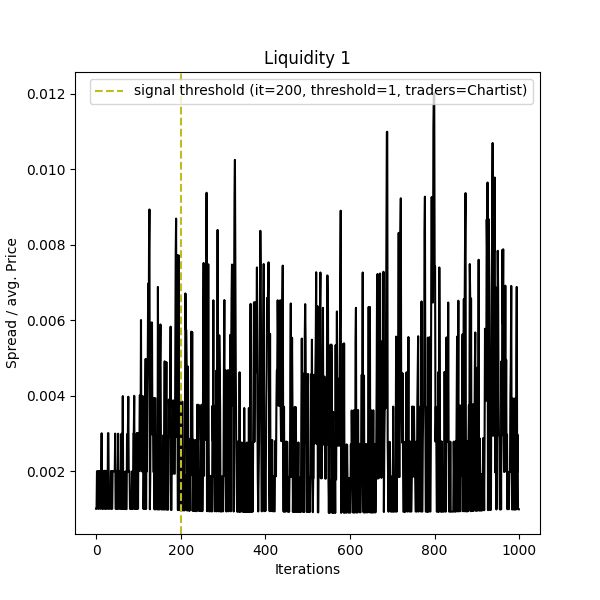 Liquidity 1
signal threshold (it=200, threshold=1, traders=Chartist)
0.012
0.010
0.008
0.006
0.004
0.002
Spread / avg. Price
0 200 400 600 800 1000
Iterations